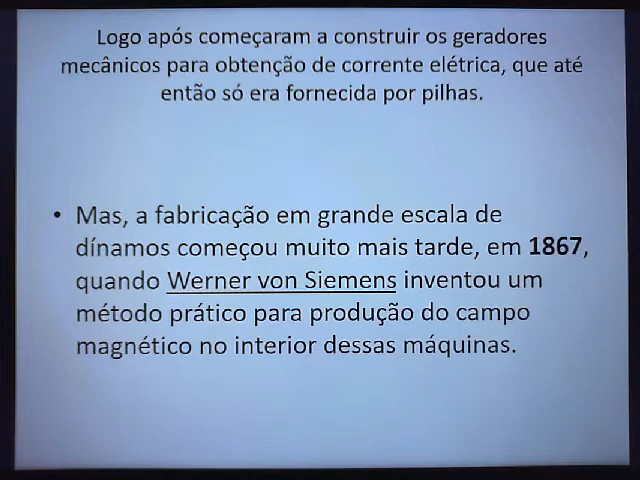 Logo após começaram a construir os geradores
mecânicos para obtenção de corrente elétrica, que até
então só era fornecida por pilhas.
• Mas, a fabricação em grande escala de
dínamos começou muito mais tarde, em 1867,
quando Werner von Siemens inventou um
método prático para produção do campo
magnético no interior dessas máquinas.